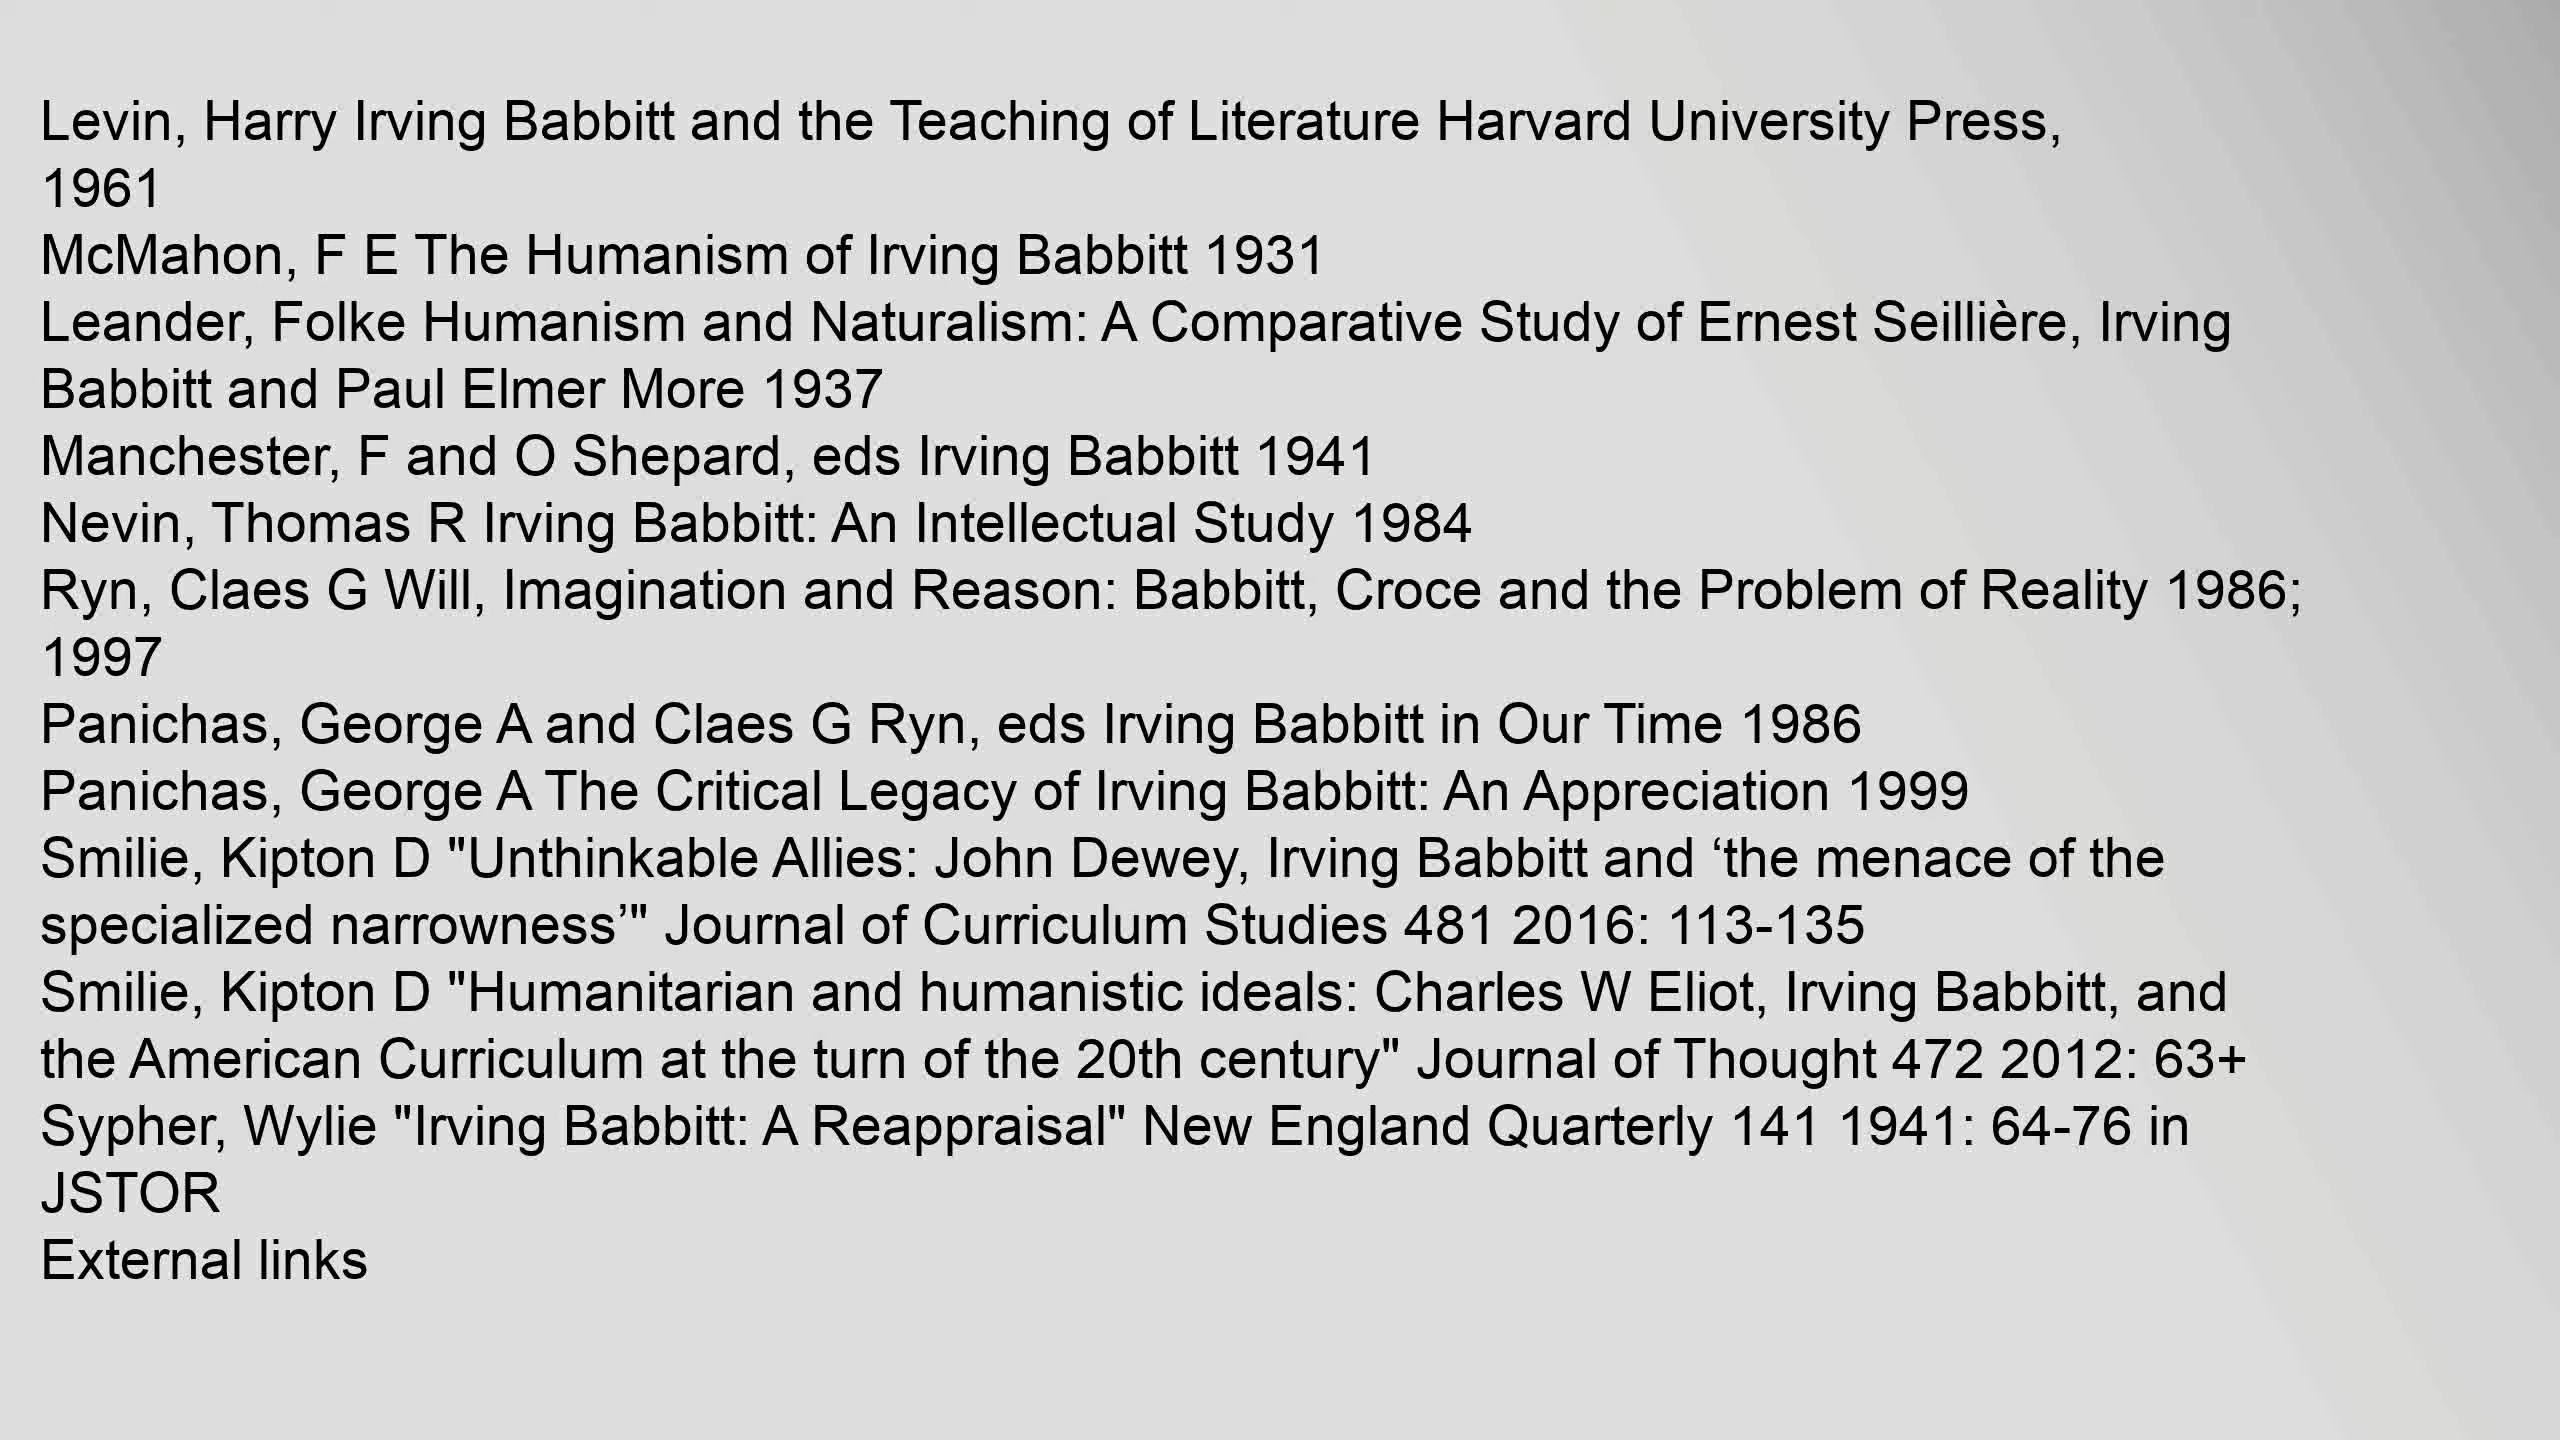 Levin, Harry Irving Babbitt and the Teaching of Literature Harvard University Press,
1961
McMahon, F E The Humanism of Irving Babbitt 1931
Leander, Folke Humanism and Naturalism: A Comparative Study of Ernest Seillière, Irving
Babbitt and Paul Elmer More 1937
Manchester, F and O Shepard, eds Irving Babbitt 1941
Nevin, Thomas R Irving Babbitt: An Intellectual Study 1984
Ryn, Claes G Will, Imagination and Reason: Babbitt, Croce and the Problem of Reality 1986;
1997
Panichas, George A and Claes G Ryn, eds Irving Babbitt in Our Time 1986
Panichas, George A The Critical Legacy of Irving Babbitt: An Appreciation 1999
Smilie, Kipton D "Unthinkable Allies: John Dewey, Irving Babbitt and ‘the menace of the
specialized narrowness’" Journal of Curriculum Studies 481 2016: 113-135
Smilie, Kipton D "Humanitarian and humanistic ideals: Charles W Eliot, Irving Babbitt, and
the American Curriculum at the turn of the 20th century" Journal of Thought 472 2012: 63+
Sypher, Wylie "Irving Babbitt: A Reappraisal" New England Quarterly 141 1941: 64-76 in
JSTOR
External links